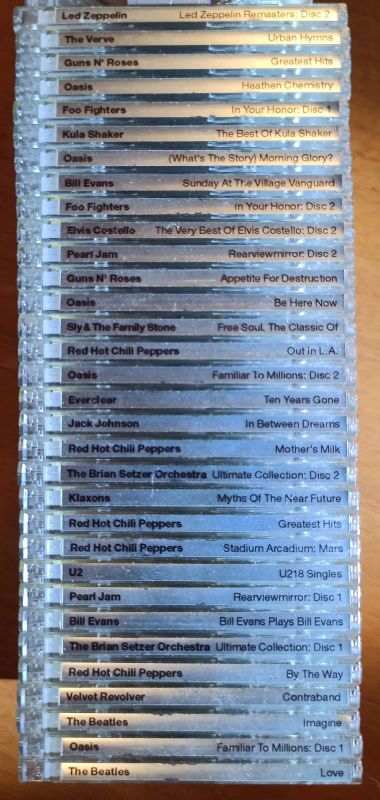 Led Zeppelin Led Zeppelin Remasters: Disc 2
The Verve Urban Hymns
Guns N' Roses Greatest Hits
Oasis Heathen Chemistry
Foo Fighters In Your Honor: Disc 1
Kula Shaker The Best Of Kula Shaker
Oasis (What's The Story) Morning Glory?
Bill Evans Sunday At The Village Vanguard
Foo Fighters In Your Honor: Disc 2
Elvis Costello The Very Best Of Elvis Costello: Disc 2
Pearl Jam Rearviewmirror: Disc 2
Guns N' Roses Appetite For Destruction
Oasis Be Here Now
Sly & The Family Stone Free Soul. The Classic Of
Red Hot Chili Peppers Out in L.A.
Oasis Familiar To Millions: Disc 2
Everclear Ten Years Gone
Jack Johnson In Between Dreams
Red Hot Chili Peppers Mother's Milk
The Brian Setzer Orchestra Ultimate Collection: Disc 2
Klaxons Myths Of The Near Future
Red Hot Chili Peppers Greatest Hits
Red Hot Chili Peppers Stadium Arcadium: Mars
U2 U218 Singles
Pearl Jam Rearviewmirror: Disc 1
Bill Evans Bill Evans Plays Bill Evans
The Brian Setzer Orchestra Ultimate Collection: Disc 1
Red Hot Chili Peppers By The Way
Velvet Revolver Contraband
The Beatles Imagine
Oasis Familiar To Millions: Disc 1
The Beatles Love